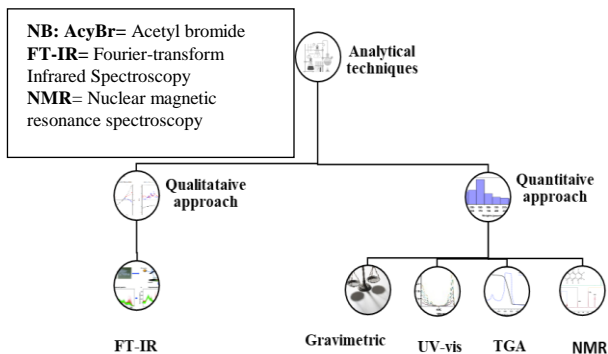 NB: AcyBr= Acetyl bromide
FT-IR= Fourier-transform
Infrared Spectroscopy
NMR= Nuclear magnetic
resonance spectroscopy
Analytical
techniques
Qualitataive
approach
Quantitaive
approach
FT-IR
Gravimetric
UV-vis
TGA
NMR